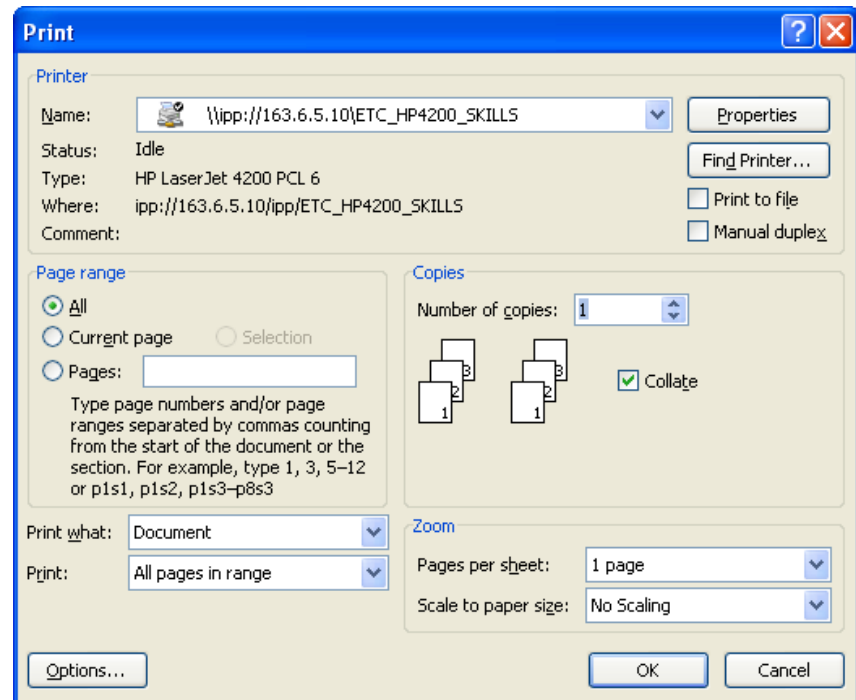 Print
Printer
Name: \\ipp://163.6.5.10\ETC_HP4200_SKILLS Properties
Status: Idle Find Printer...
Type: HP LaserJet 4200 PCL 6
Where: ipp://163.6.5.10/ipp/ETC_HP4200_SKILLS Print to file
Comment: Manual duplex
Page range
All
Current page Selection
Pages:
Type page numbers and/or page
ranges separated by commas counting
from the start of the document or the
section. For example, type 1, 3, 5–12
or p1s1, p1s2, p1s3–p8s3
Copies
Number of copies: 1
3 3
2 2 Collate
1 1
Print what: Document
Print: All pages in range
Zoom
Pages per sheet: 1 page
Scale to paper size: No Scaling
Options... OK Cancel